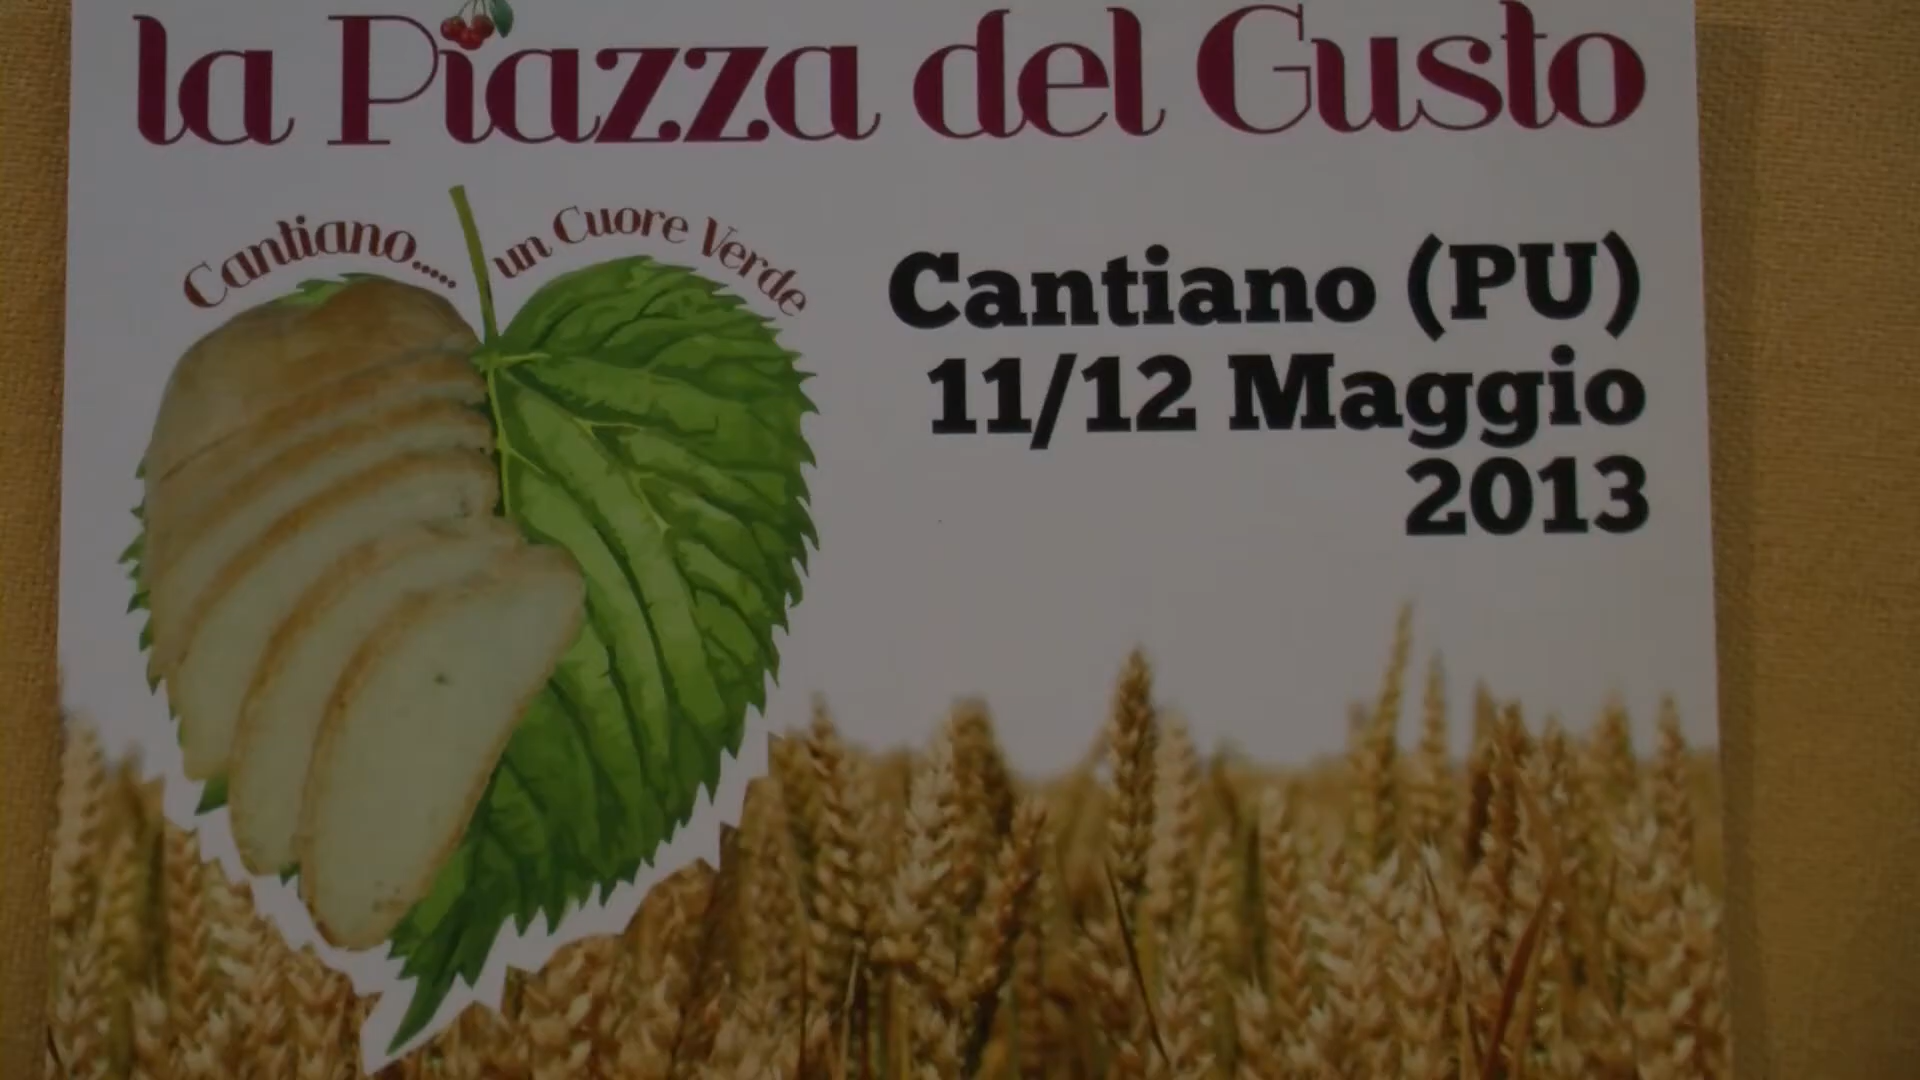 la Piazza del Gusto
Cantiano..... un Cuore Verde
Cantiano (PU)
11/12 Maggio
2013